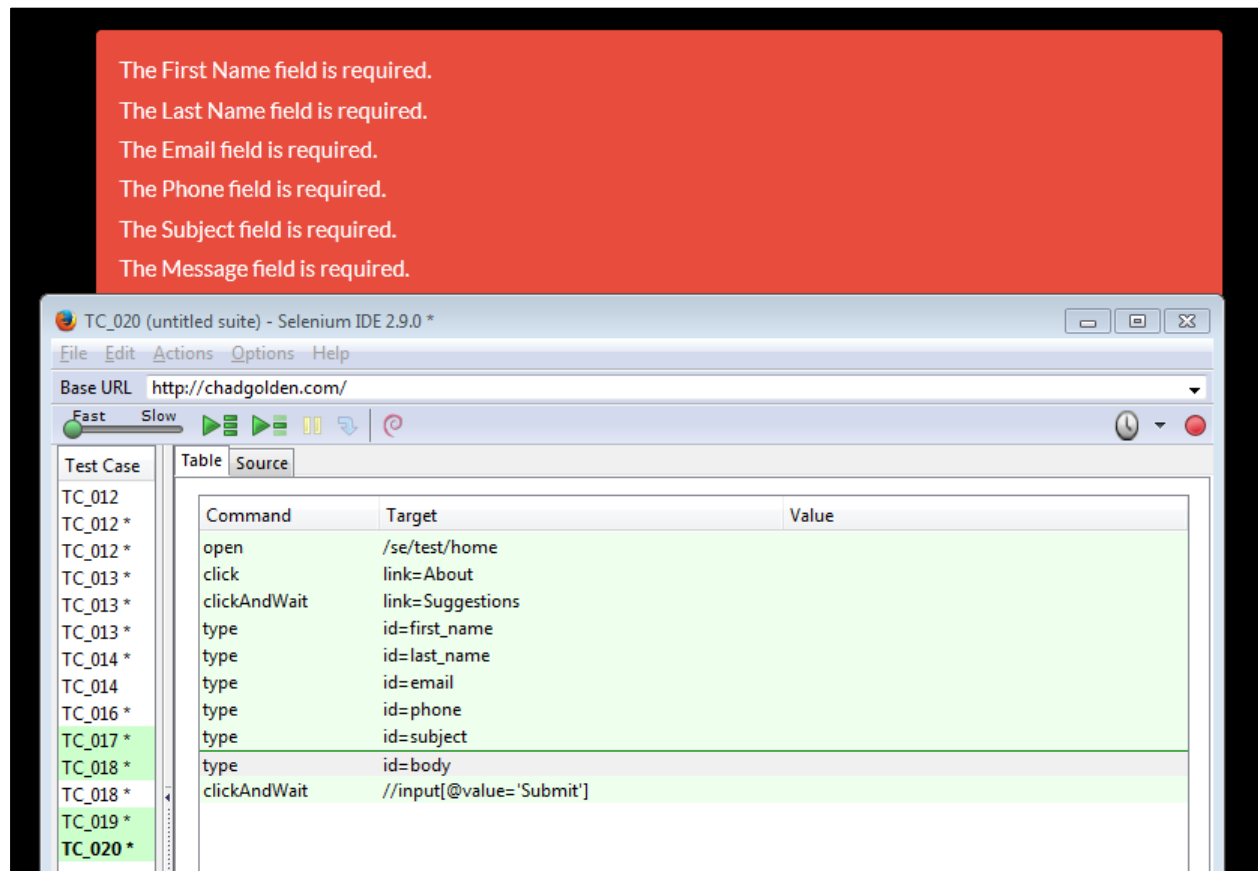 The First Name field is required.
The Last Name field is required.
The Email field is required.
The Phone field is required.
The Subject field is required.
The Message field is required.
TC_020 (untitled suite) - Selenium IDE 2.9.0 *
File Edit Actions Options Help
Base URL http://chadgolden.com/
Fast Slow
Test Case
TC_012
TC_012 *
TC_012 *
TC_013 *
TC_013 *
TC_013 *
TC_014 *
TC_014
TC_016 *
TC_017 *
TC_018 *
TC_018 *
TC_019 *
TC_020 *
Table Source
Command Target Value
open /se/test/home
click link=About
clickAndWait link=Suggestions
type id=first_name
type id=last_name
type id=email
type id=phone
type id=subject
type id=body
clickAndWait //input[@value='Submit']